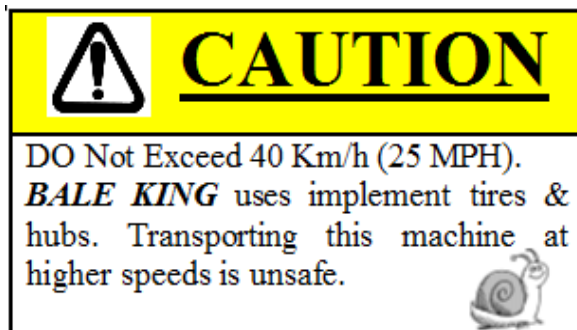 CAUTION
DO Not Exceed 40 Km/h (25 MPH).
BALE KING uses implement tires &
hubs. Transporting this machine at
higher speeds is unsafe.